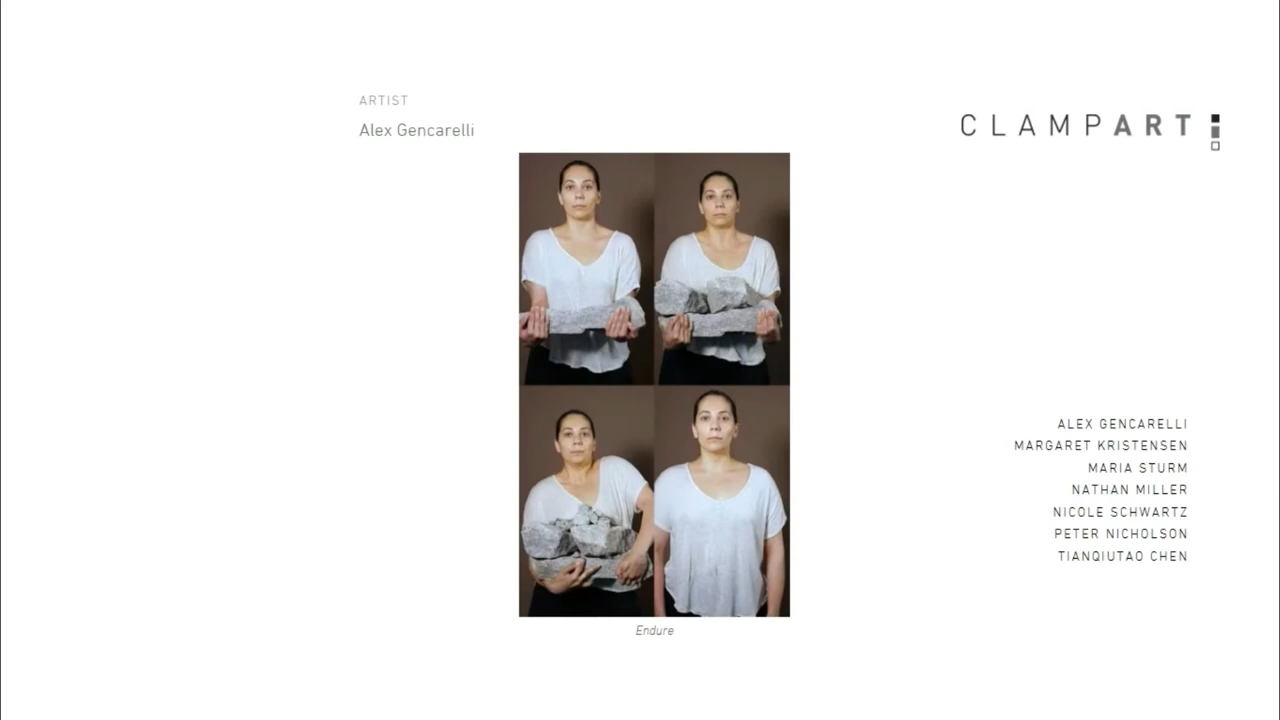 ARTIST
Alex Gencarelli
CLAMPART
Endure
ALEX GENCARELLI
MARGARET KRISTENSEN
MARIA STURM
NATHAN MILLER
NICOLE SCHWARTZ
PETER NICHOLSON
TIANQIUTAO CHEN